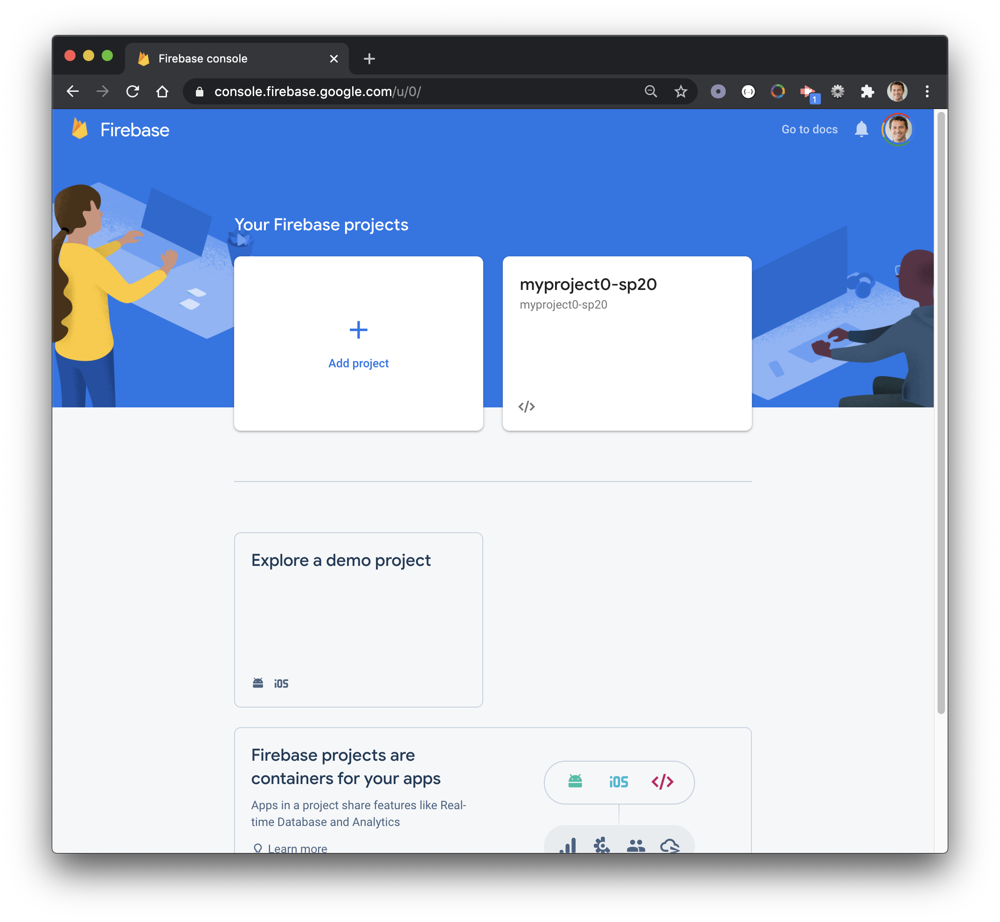 Firebase console
console.firebase.google.com/u/0/
1
Firebase
Go to docs
Your Firebase projects
Add project
myproject0-sp20
myproject0-sp20
</>
Explore a demo project
iOS
Firebase projects are
containers for your apps
Apps in a project share features like Real-
time Database and Analytics
Learn more
iOS
</>